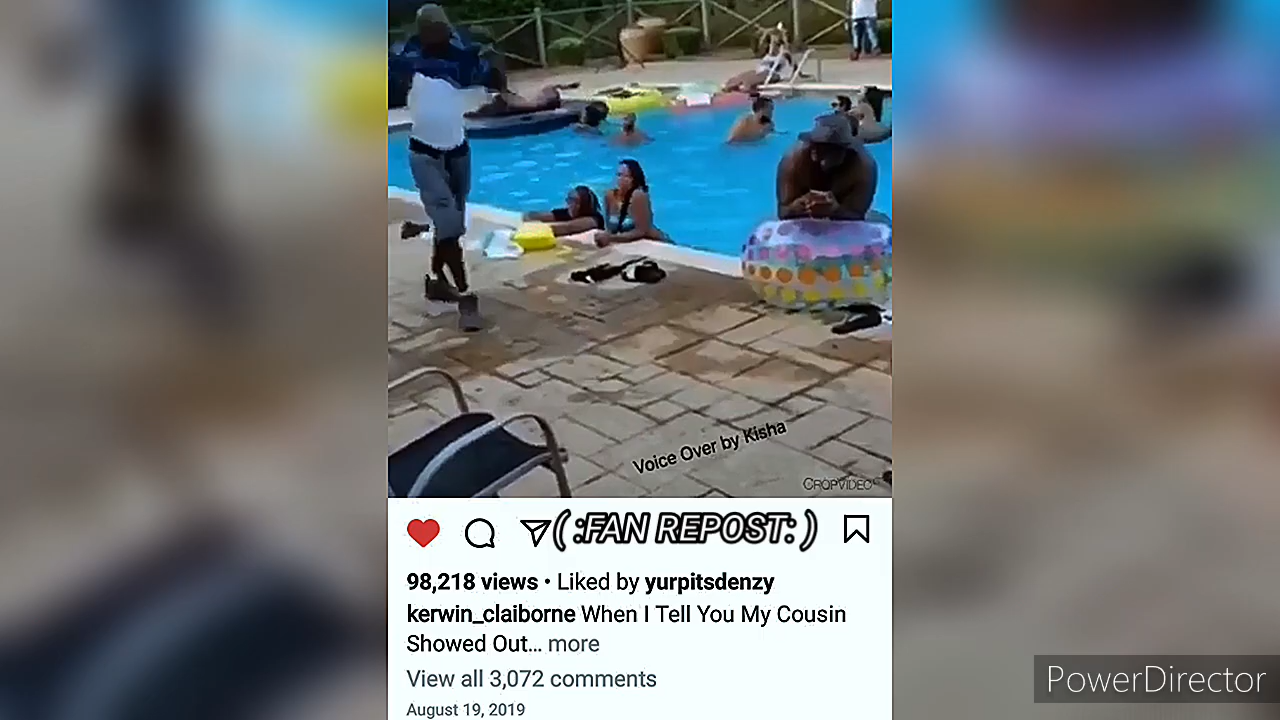 Voice Over by Kisha
CROPVIDEO
( :FAN REPOST: )
98,218 views • Liked by yurpitsdenzy
kerwin_claiborne When I Tell You My Cousin
Showed Out... more
View all 3,072 comments
August 19, 2019
PowerDirector